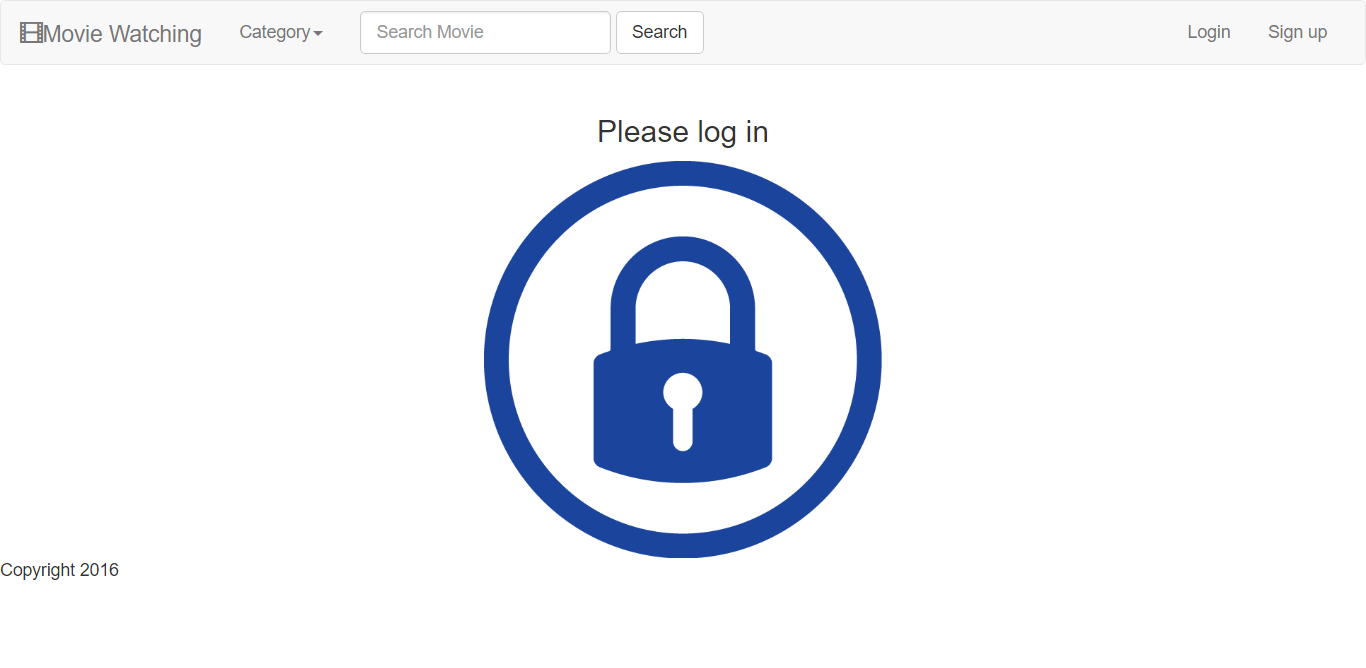 Movie Watching Category Search Movie Search Login Sign up
Please log in
Copyright 2016